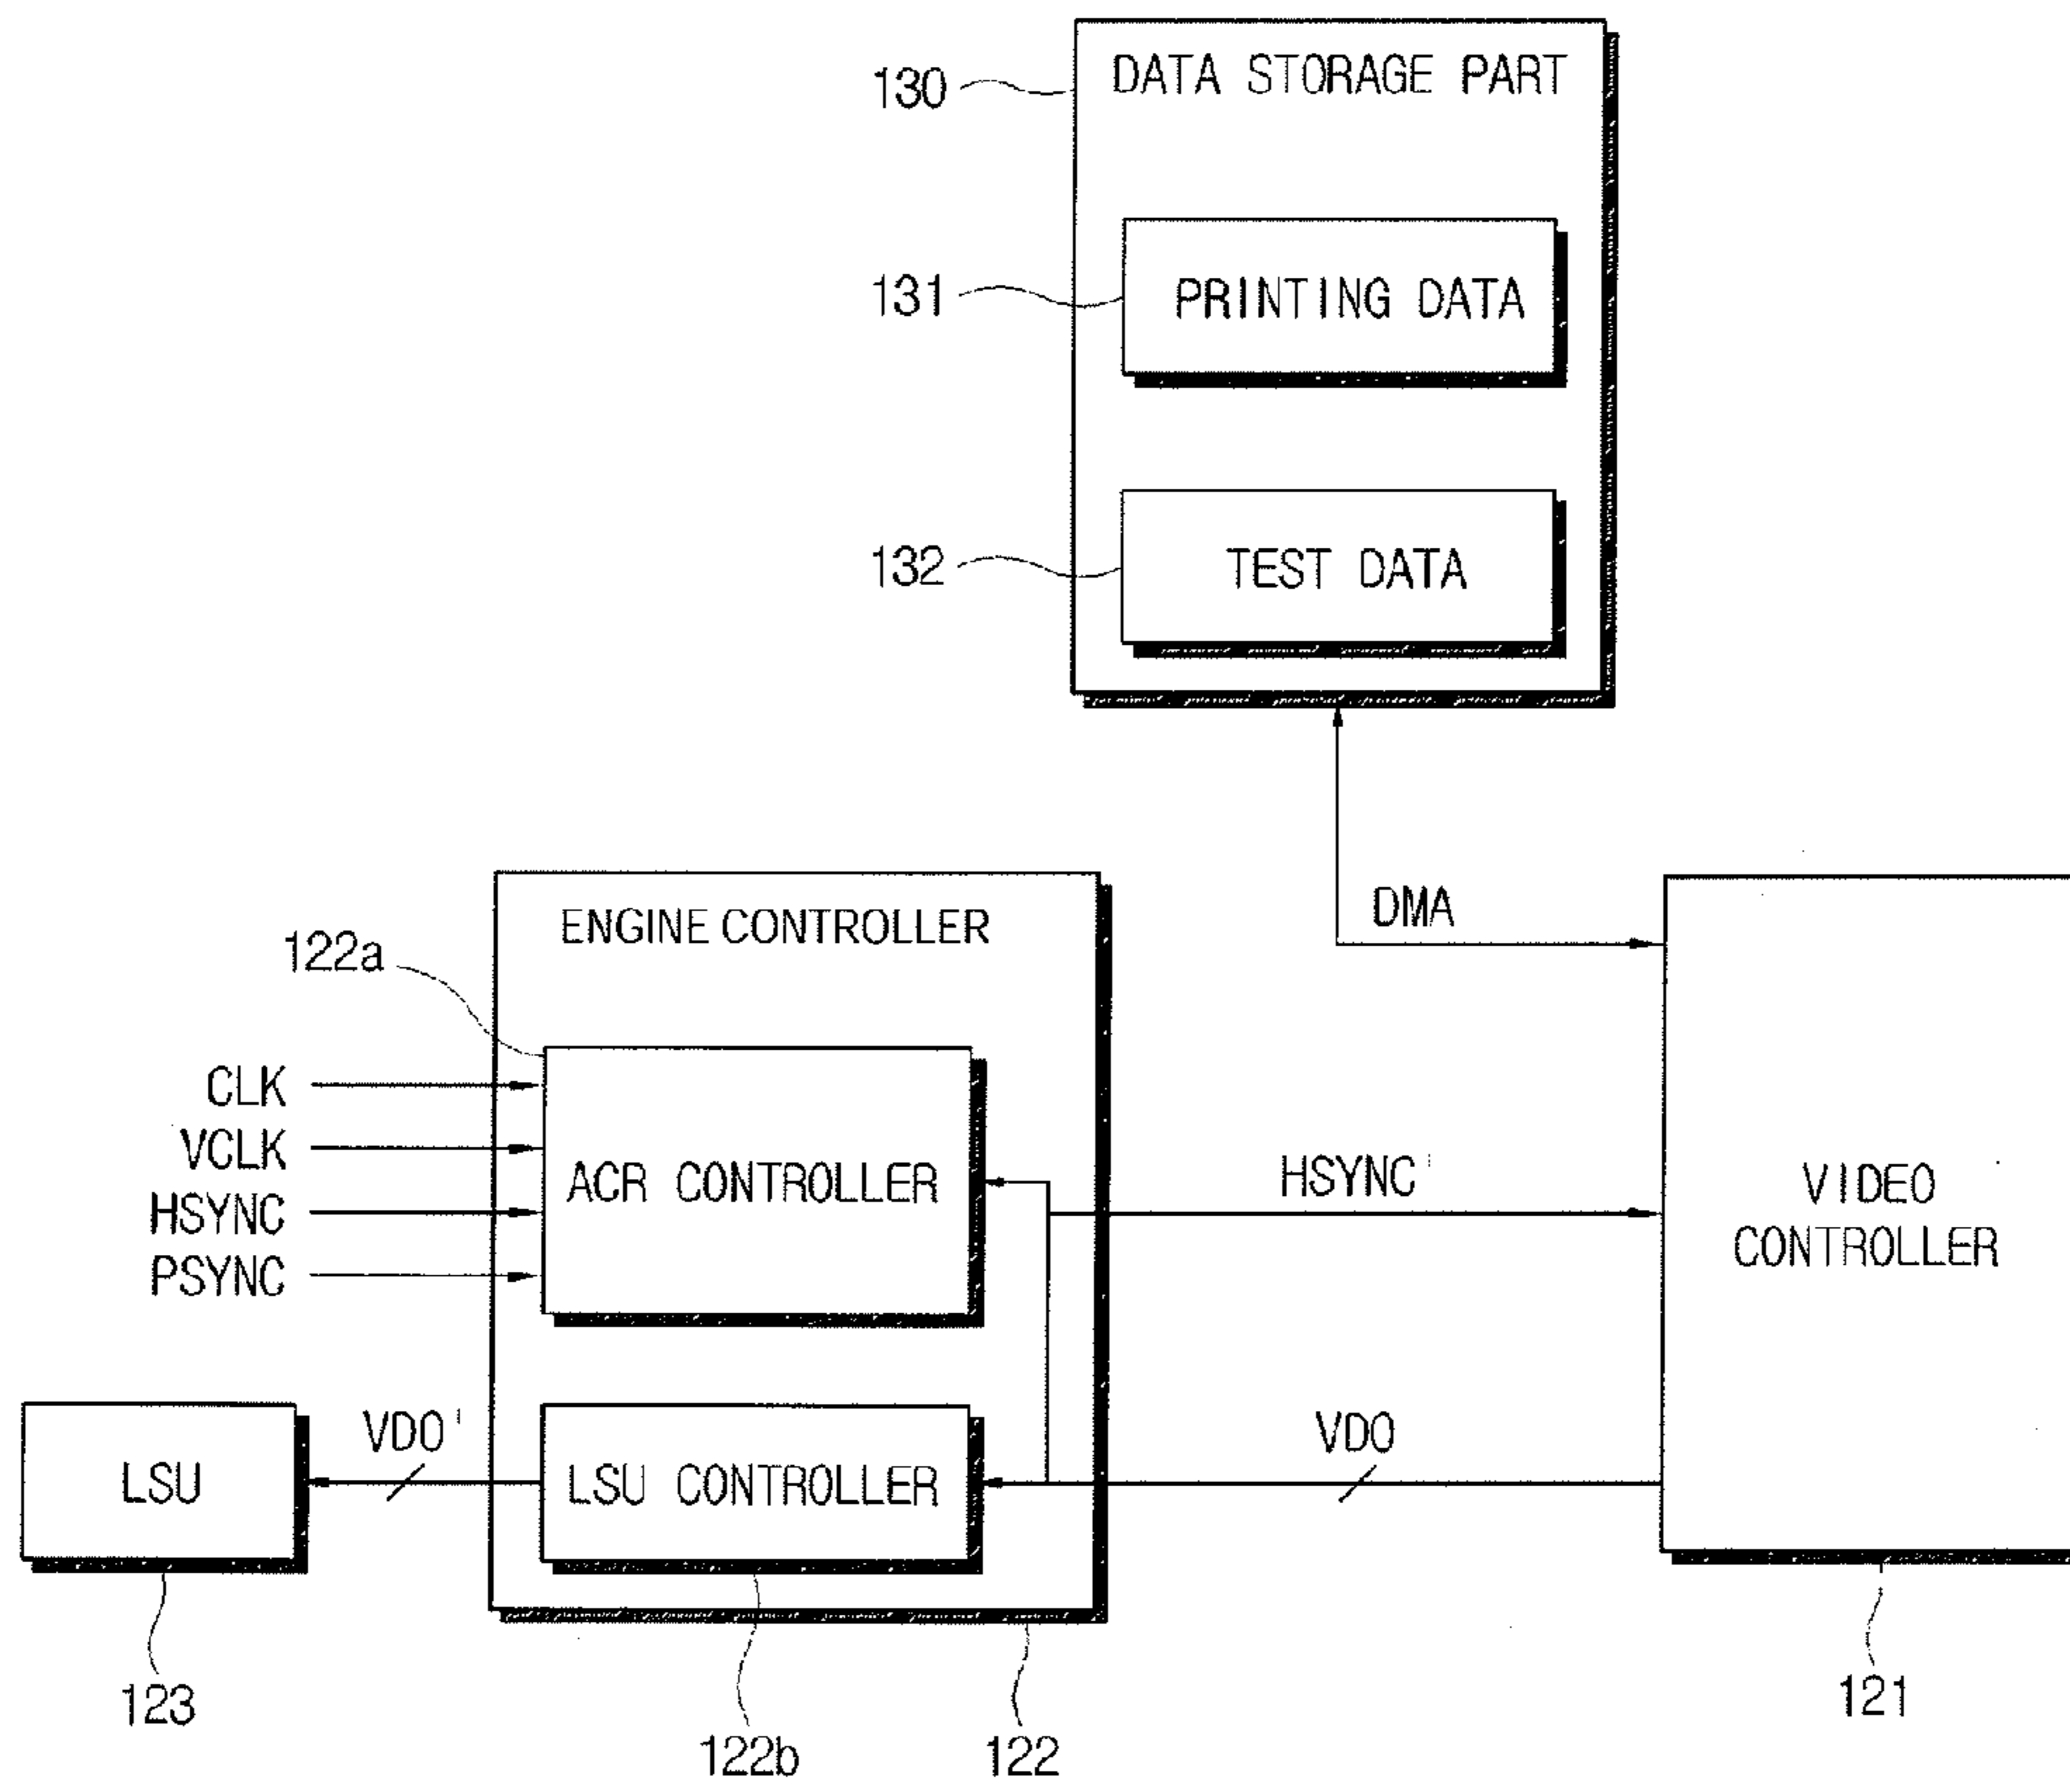 130
DATA STORAGE PART
131
PRINTING DATA
132
TEST DATA
DMA
ENGINE CONTROLLER
122a
CLK
VCLK
HSYNC
PSYNC
ACR CONTROLLER
HSYNC'
VIDEO
CONTROLLER
LSU
VDO'
LSU CONTROLLER
VDO
123
122b
122
121